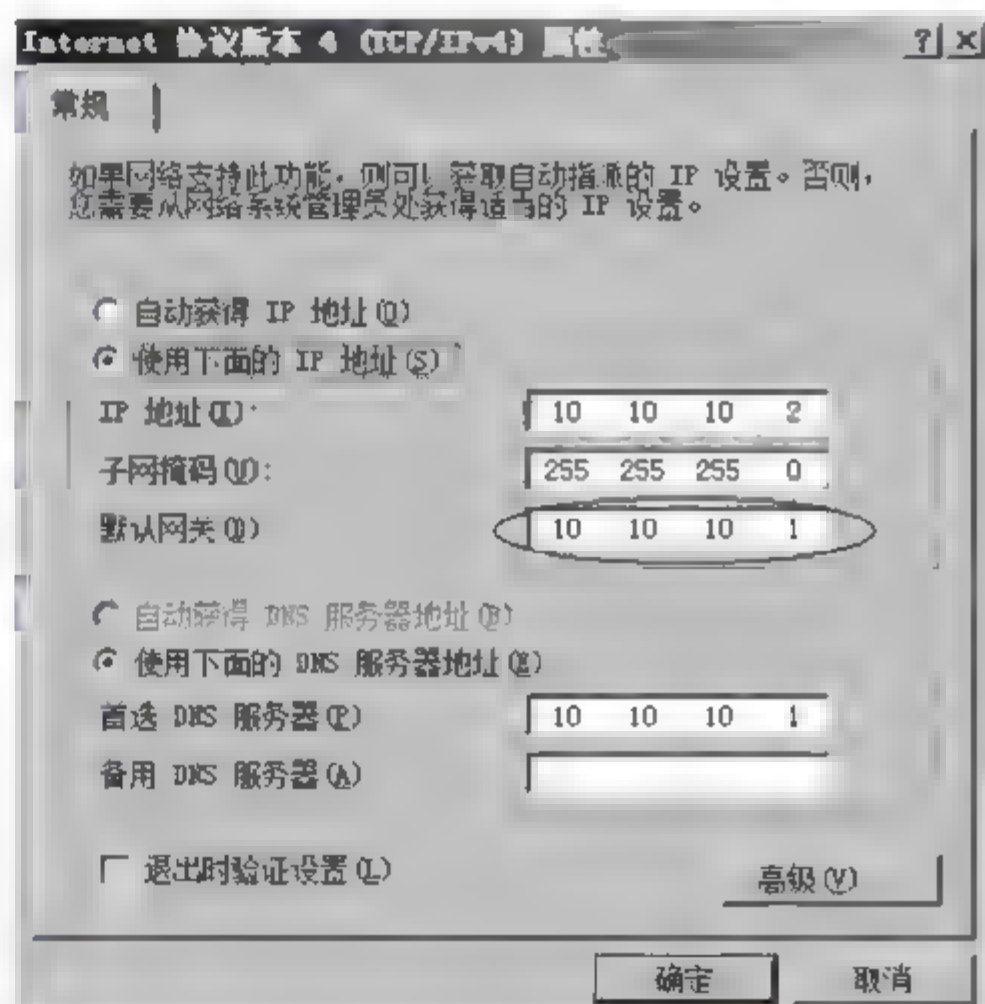 Internet 协议版本 4 (TCP/IPv4) 属性 ? ×
常规
如果网络支持此功能,则可以获取自动指派的 IP 设置。否则,
您需要从网络系统管理员处获得适当的 IP 设置。
自动获得 IP 地址(O)
使用下面的 IP 地址(S)
IP 地址(I): 10 10 10 2
子网掩码(U): 255 255 255 0
默认网关(D) 10 10 10 1
自动获得 DNS 服务器地址(B)
使用下面的 DNS 服务器地址(E)
首选 DNS 服务器(P) 10 10 10 1
备用 DNS 服务器(A)
退出时验证设置(L)
高级(V)
确定 取消